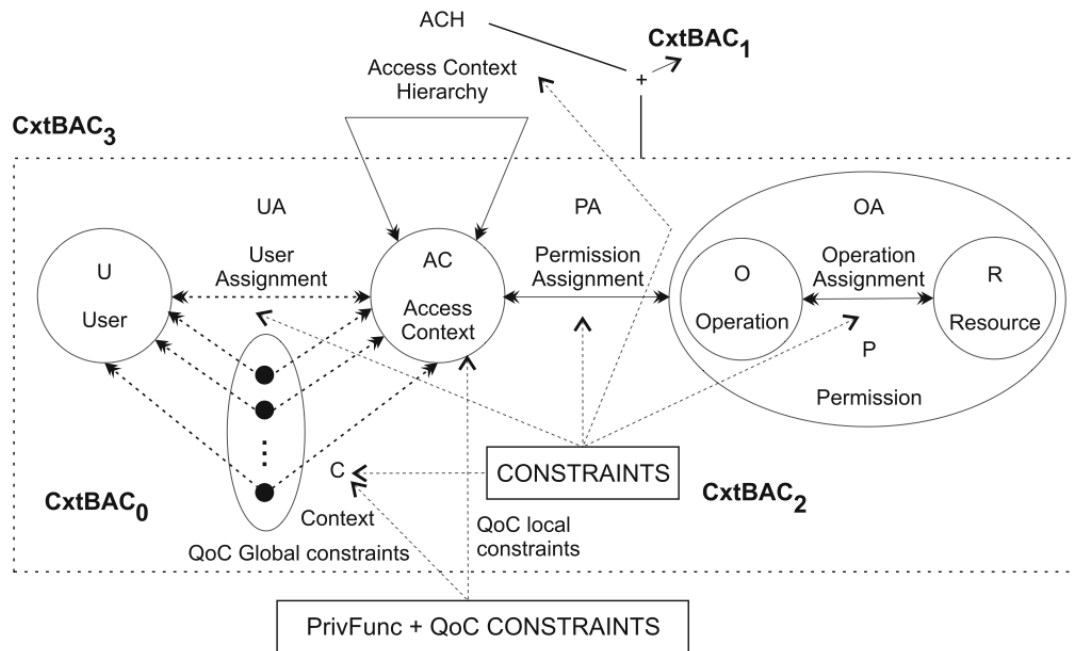 ACH
CxtBAC1
Access Context
Hierarchy
+
CxtBAC3
UA
PA
OA
U
User
Assignment
AC
Permission
Assignment
O
Operation
Assignment
R
User
Access
Context
Operation
Resource
P
Permission
CONSTRAINTS
C
CxtBAC0
CxtBAC2
Context
QoC local
constraints
QoC Global constraints
PrivFunc + QoC CONSTRAINTS